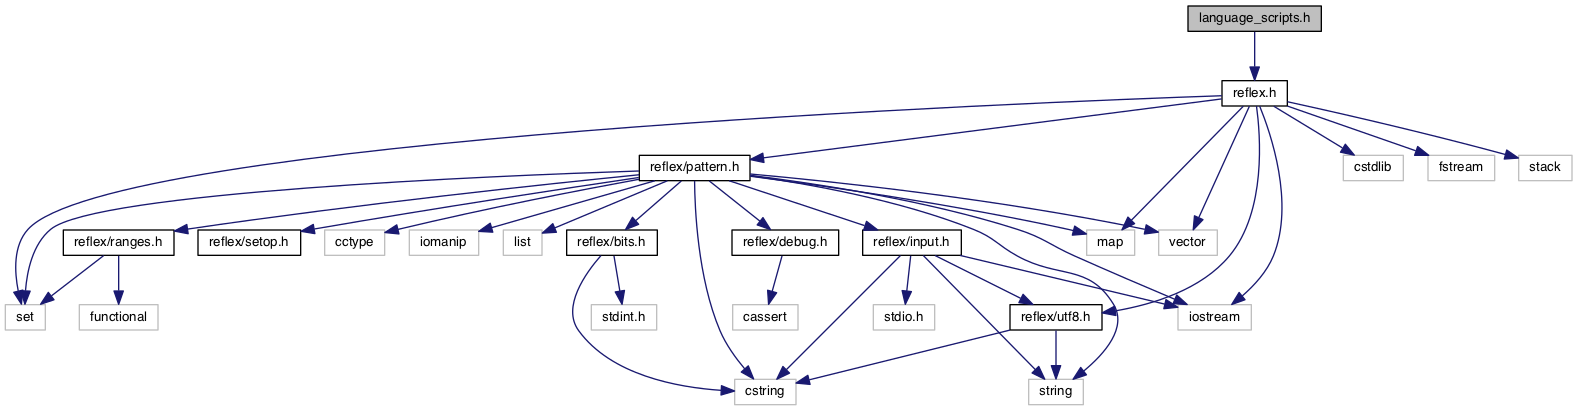 language_scripts.h
reflex.h
reflex/pattern.h
cstdlib
fstream
stack
reflex/ranges.h
reflex/setop.h
cctype
iomanip
list
reflex/bits.h
reflex/debug.h
reflex/input.h
map
vector
set
functional
stdint.h
cassert
stdio.h
reflex/utf8.h
iostream
cstring
string